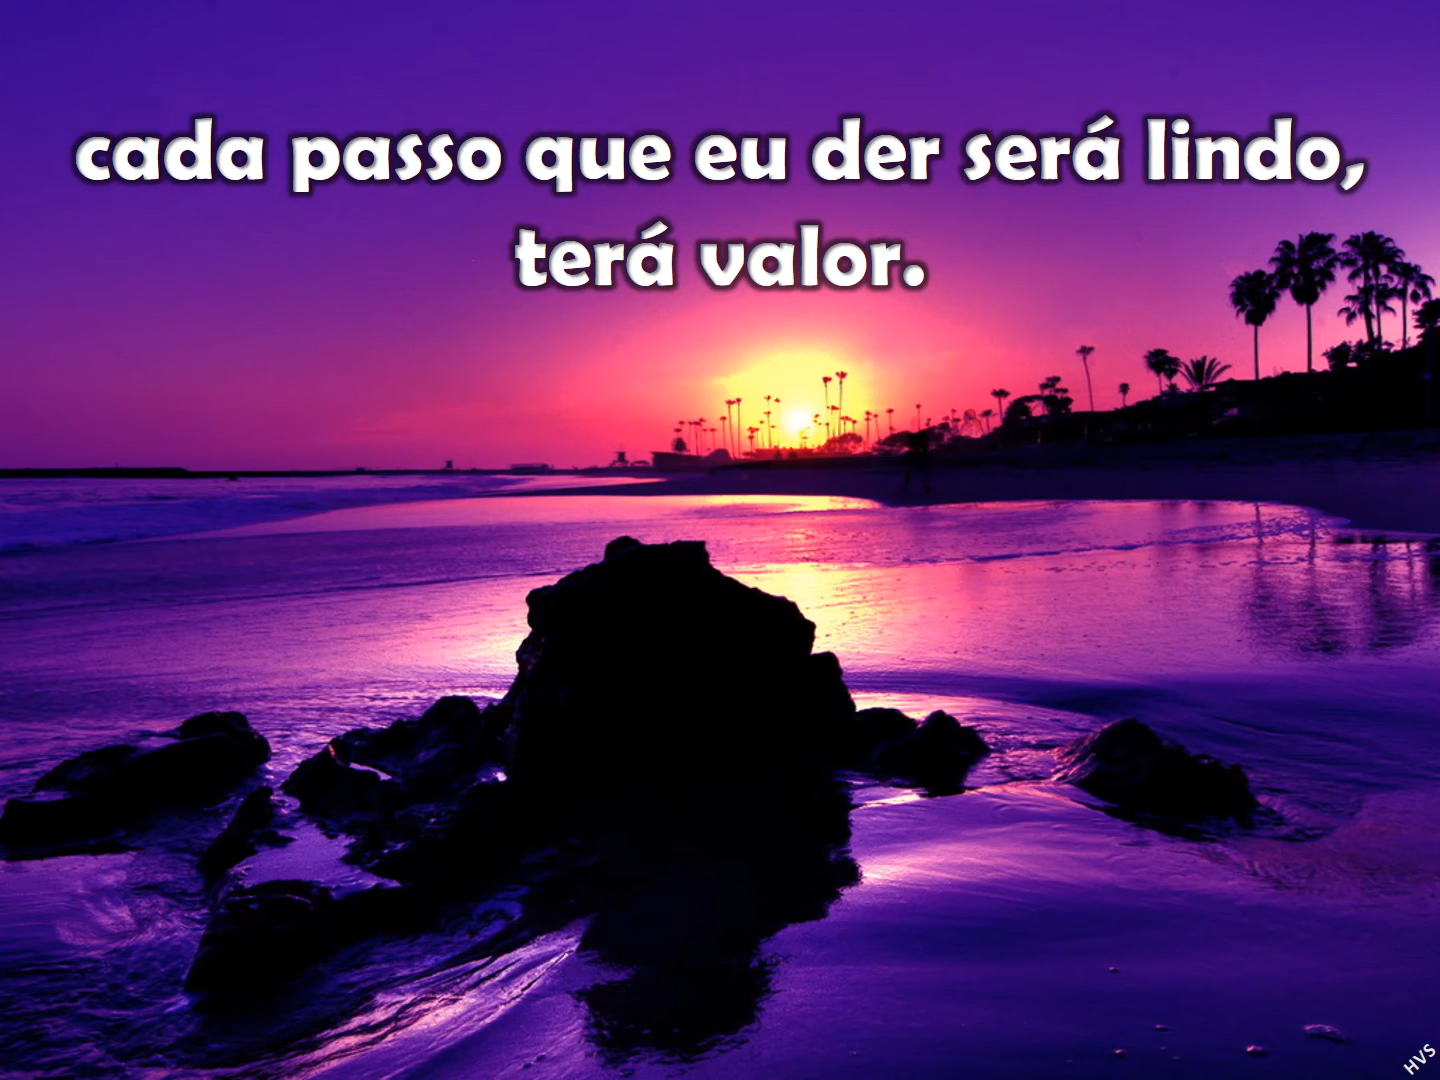 cada passo que eu der será lindo,
terá valor.
HVS